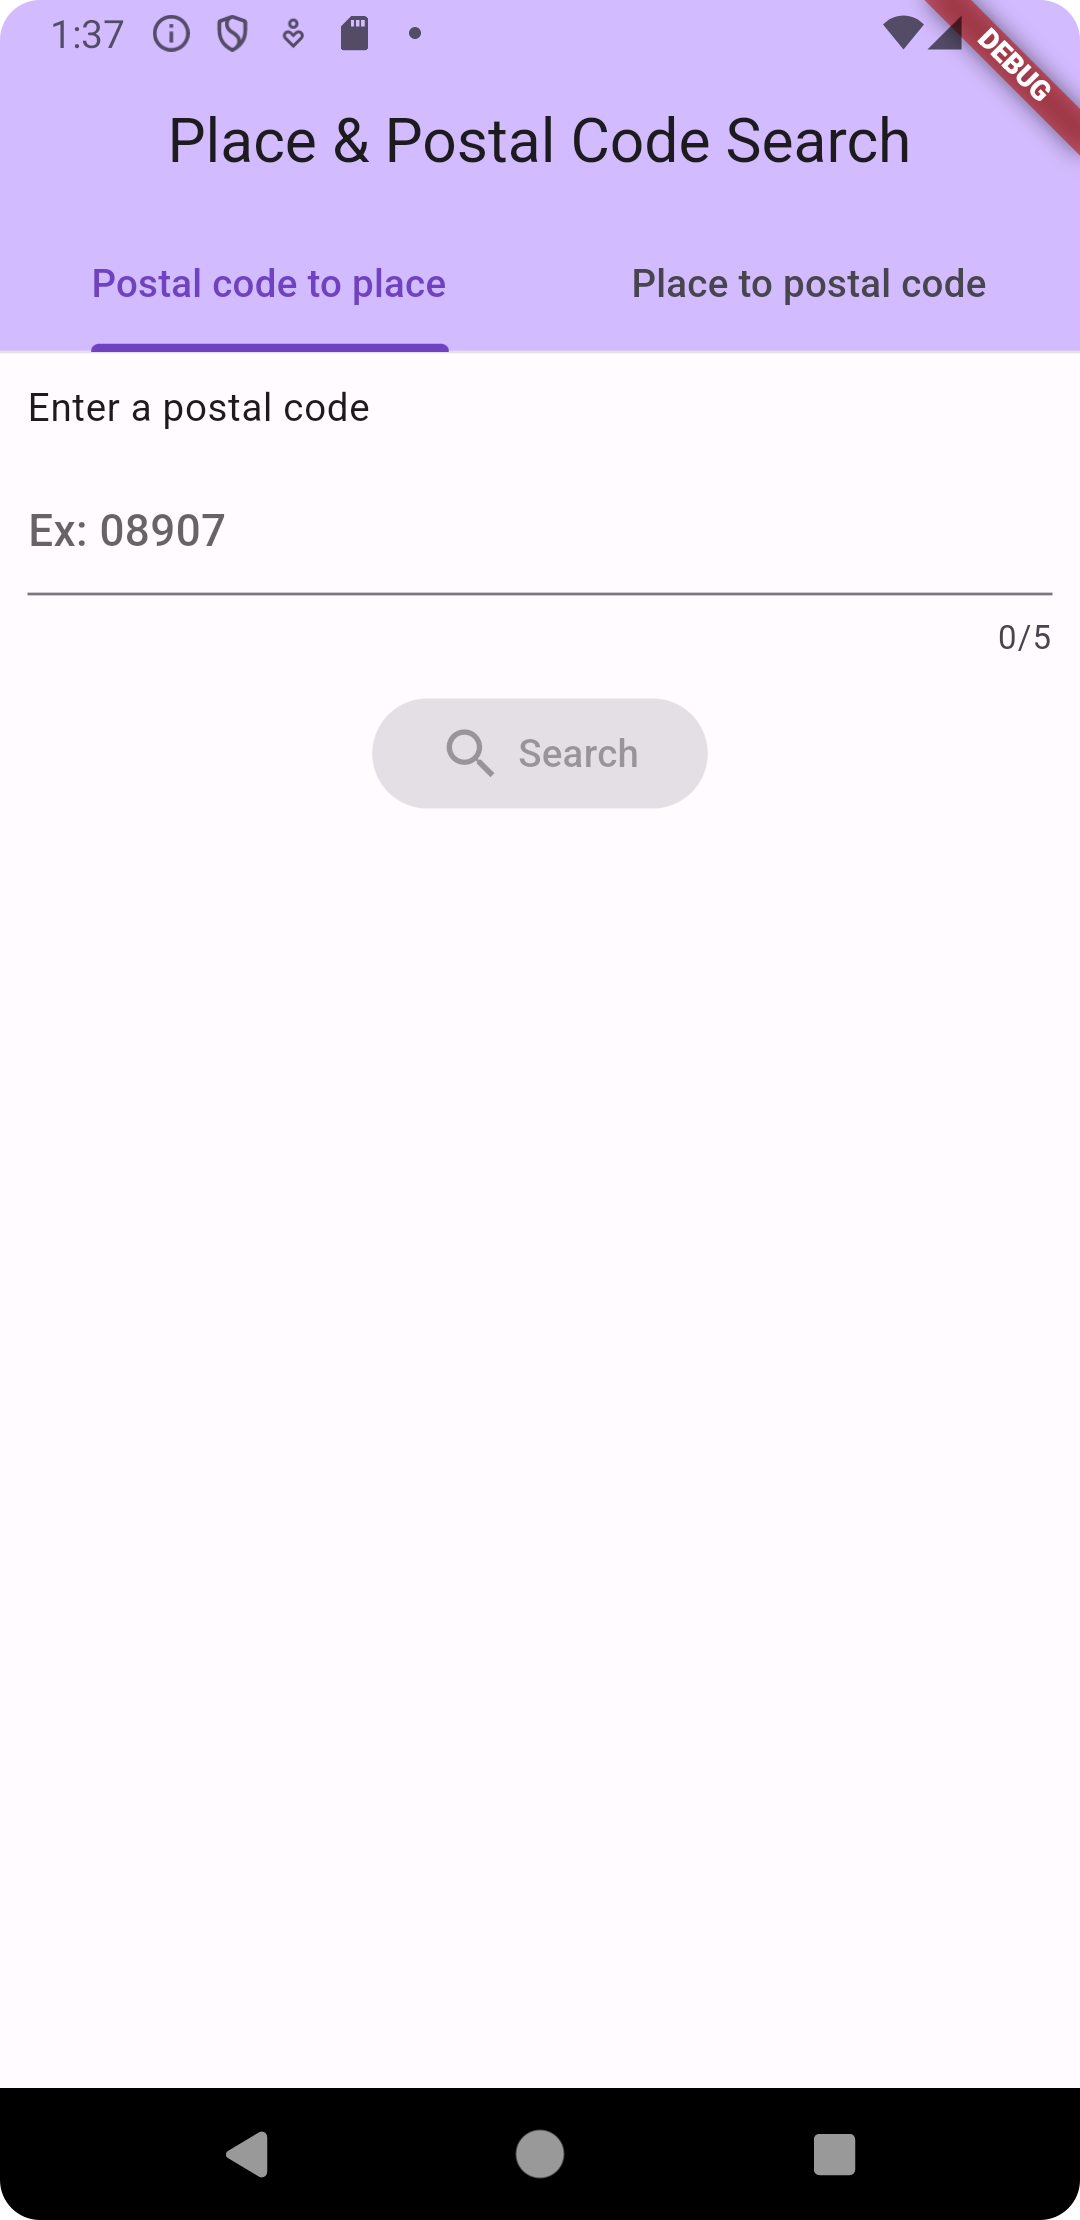 1:37
DEBUG
Place & Postal Code Search
Postal code to place
Place to postal code
Enter a postal code
Ex: 08907
0/5
Search